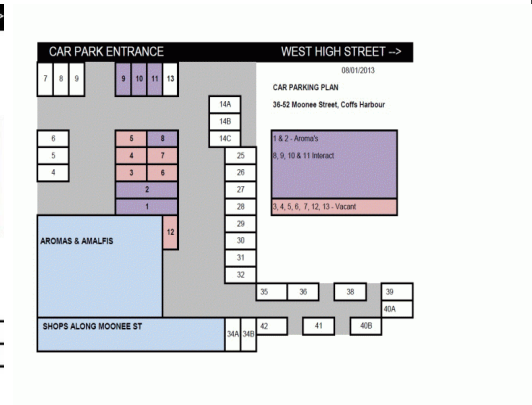 CAR PARK ENTRANCE WEST HIGH STREET -->
08/01/2013
CAR PARKING PLAN
36-52 Moonee Street, Coffs Harbour
7 8 9 9 10 11 13
14A
14B
14C
6 5 8
5 4 7
4 3 6
2
1
12
25
26
27
28
29
30
31
32
1 & 2 - Aroma's
8, 9, 10 & 11 Interact
3, 4, 5, 6, 7, 12, 13 - Vacant
AROMAS & AMALFIS
35 36 38 39
40A
SHOPS ALONG MOONEE ST
34A 34B 42 41 40B